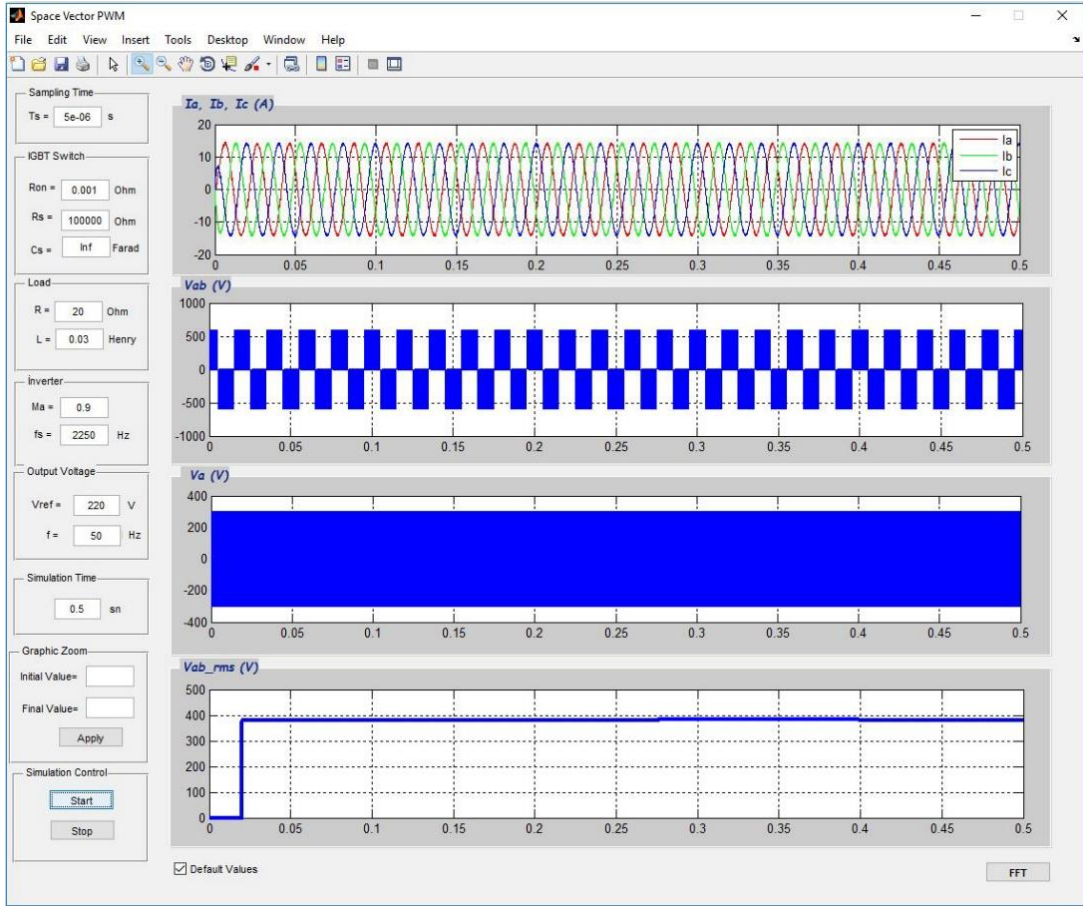 Space Vector PWM
File Edit View Insert Tools Desktop Window Help
Sampling Time
Ts = 5e-06 s
IGBT Switch
Ron = 0.001 Ohm
Rs = 100000 Ohm
Cs = Inf Farad
Load
R = 20 Ohm
L = 0.03 Henry
İnverter
Ma = 0.9
fs = 2250 Hz
Output Voltage
Vref = 220 V
f = 50 Hz
Simulation Time
0.5 sn
Graphic Zoom
Initial Value=
Final Value=
Apply
Simulation Control
Start
Stop
Ia, Ib, Ic (A)
20
10
0
-10
-20
0 0.05 0.1 0.15 0.2 0.25 0.3 0.35 0.4 0.45 0.5
Ia
Ib
Ic
Vab (V)
1000
500
0
-500
-1000
0 0.05 0.1 0.15 0.2 0.25 0.3 0.35 0.4 0.45 0.5
Va (V)
400
200
0
-200
-400
0 0.05 0.1 0.15 0.2 0.25 0.3 0.35 0.4 0.45 0.5
Vab_rms (V)
500
400
300
200
100
0
0 0.05 0.1 0.15 0.2 0.25 0.3 0.35 0.4 0.45 0.5
Default Values
FFT